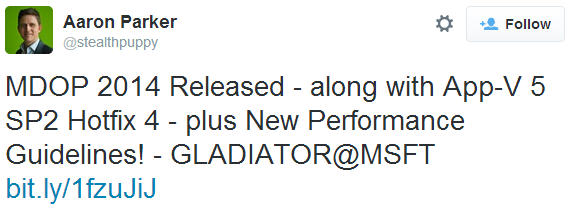 Aaron Parker
@stealthpuppy
Follow
MDOP 2014 Released - along with App-V 5
SP2 Hotfix 4 - plus New Performance
Guidelines! - GLADIATOR@MSFT
bit.ly/1fzuJiJ